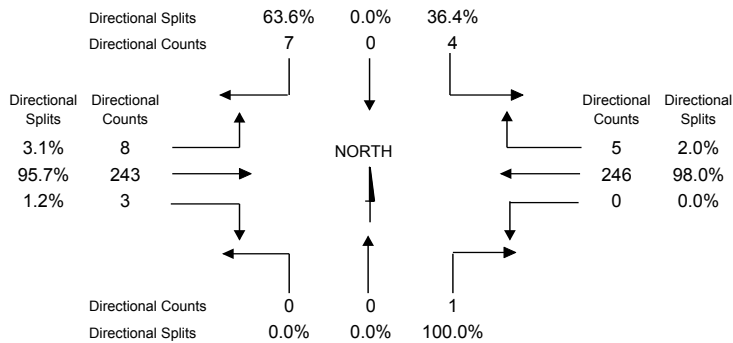 Directional Splits 63.6% 0.0% 36.4%
Directional Counts 7 0 4
Directional Directional Directional Directional
Splits Counts Counts Splits
3.1% 8 NORTH 5 2.0%
95.7% 243 246 98.0%
1.2% 3 0 0.0%
Directional Counts 0 0 1
Directional Splits 0.0% 0.0% 100.0%